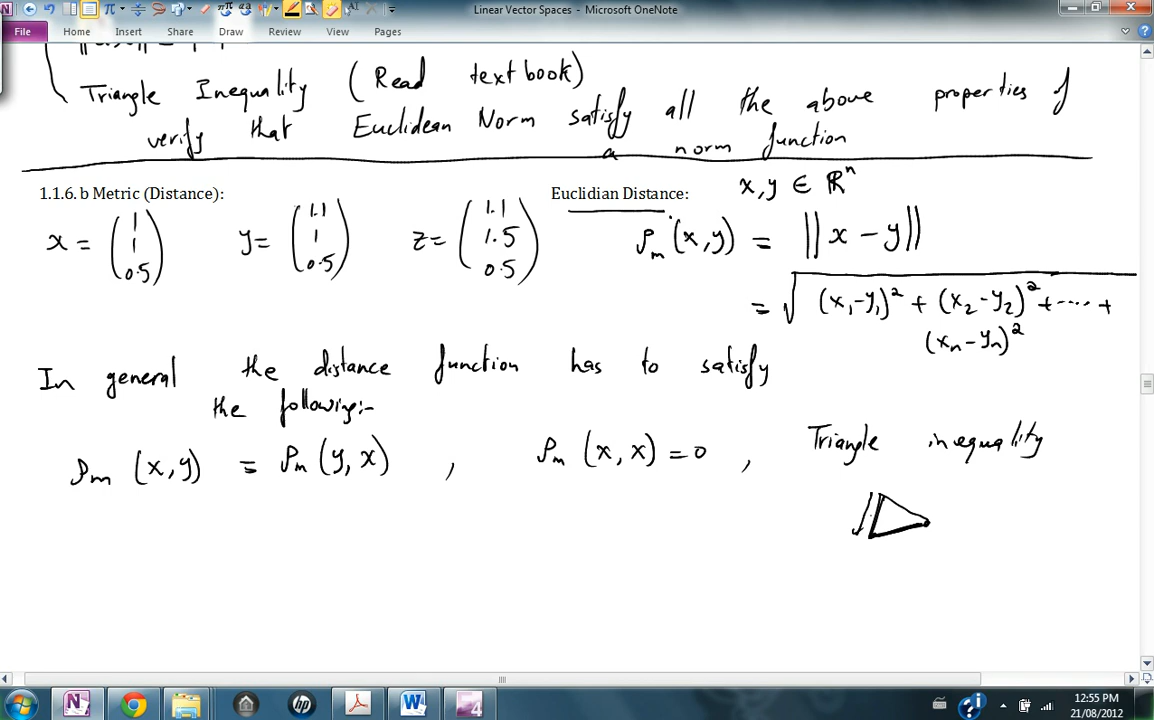 Linear Vector Spaces - Microsoft OneNote
File Home Insert Share Draw Review View Pages
Triangle Inequality (Read textbook)
verify that Euclidean Norm satisfy all the above properties of
a norm function
1.1.6. b Metric (Distance): Euclidian Distance: x, y ∈ ℝⁿ
x = (1 1 0.5) y = (1.1 1 0.5) z = (1.1 1.5 0.5) ρₘ(x,y) = ||x − y||
= √(x₁−y₁)² + (x₂−y₂)² + ---- +
(xₙ−yₙ)²
In general the distance function has to satisfy
the following:-
ρₘ (x,y) = ρₘ (y,x) , ρₘ (x,x) = 0 , Triangle inequality
12:55 PM
21/08/2012